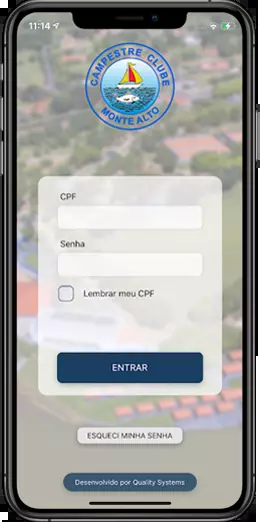 11:14
CAMPESTRE CLUBE
MONTE ALTO
CPF
Senha
Lembrar meu CPF
ENTRAR
ESQUECI MINHA SENHA
Desenvolvido por Quality Systems